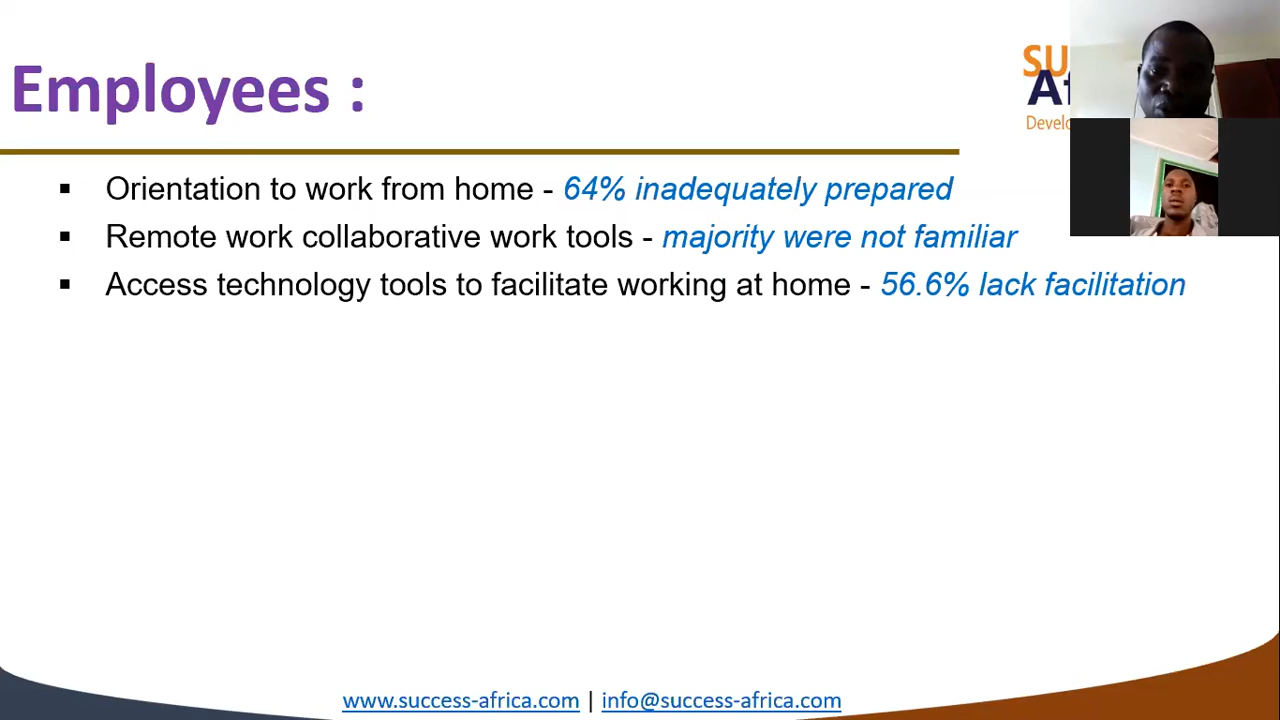 Employees :
▪ Orientation to work from home - 64% inadequately prepared
▪ Remote work collaborative work tools - majority were not familiar
▪ Access technology tools to facilitate working at home - 56.6% lack facilitation
www.success-africa.com | info@success-africa.com